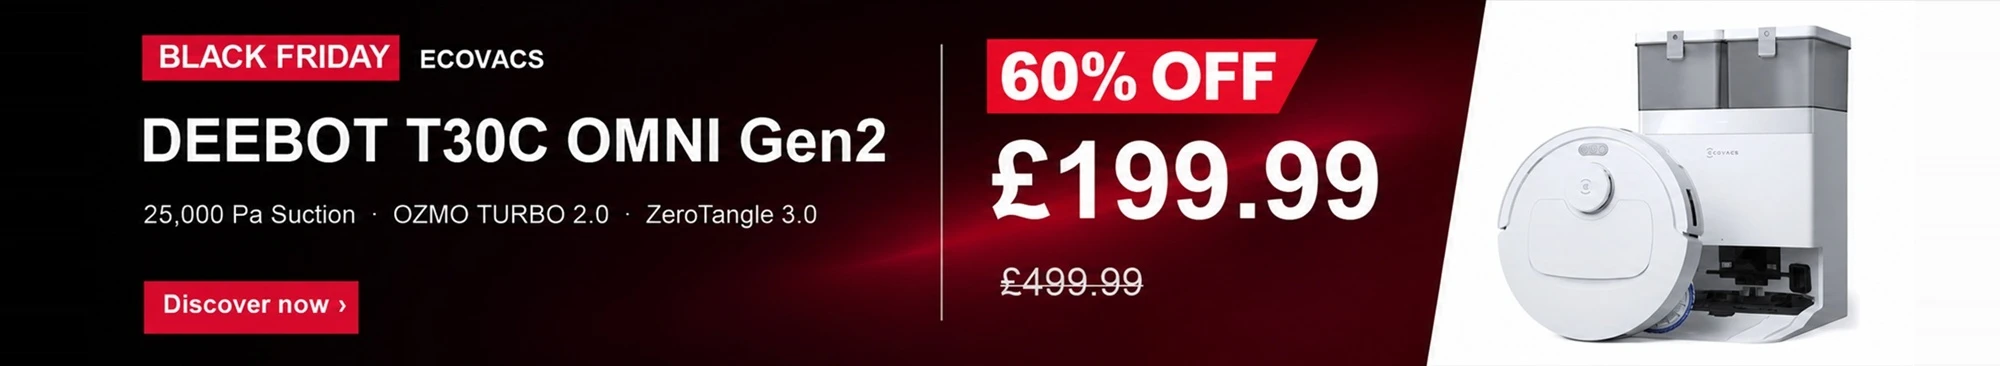 BLACK FRIDAY ECOVACS
DEEBOT T30C OMNI Gen2
25,000 Pa Suction · OZMO TURBO 2.0 · ZeroTangle 3.0
Discover now ›
60% OFF
£199.99
£499.99
ECOVACS